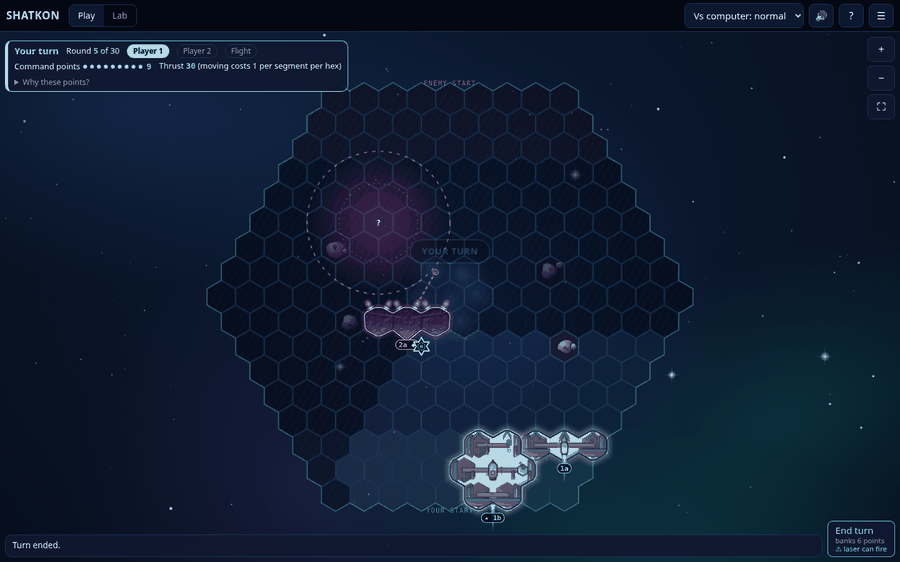 SHATKON
Play
Lab
Vs computer: normal
?
Your turn
Round 5 of 30
Player 1
Player 2
Flight
Command points
9
Thrust 30 (moving costs 1 per segment per hex)
Why these points?
ENEMY START
?
YOUR TURN
2a
1a
YOUR START
1b
Turn ended.
End turn
banks 6 points
⚠ laser can fire